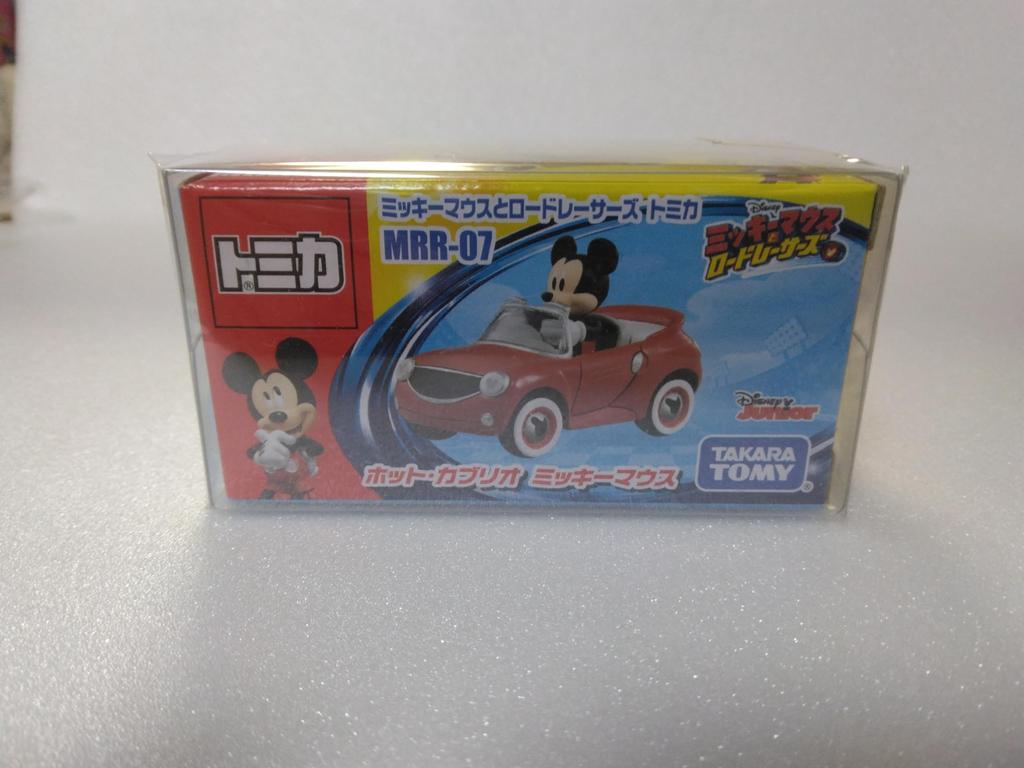 トミカ®
ミッキーマウスとロードレーサーズ・トミカ
MRR-07
Disney
ミッキーマウスと
ロードレーサーズ
Disney
Junior
ホット・カブリオ ミッキーマウス
TAKARA
TOMY®